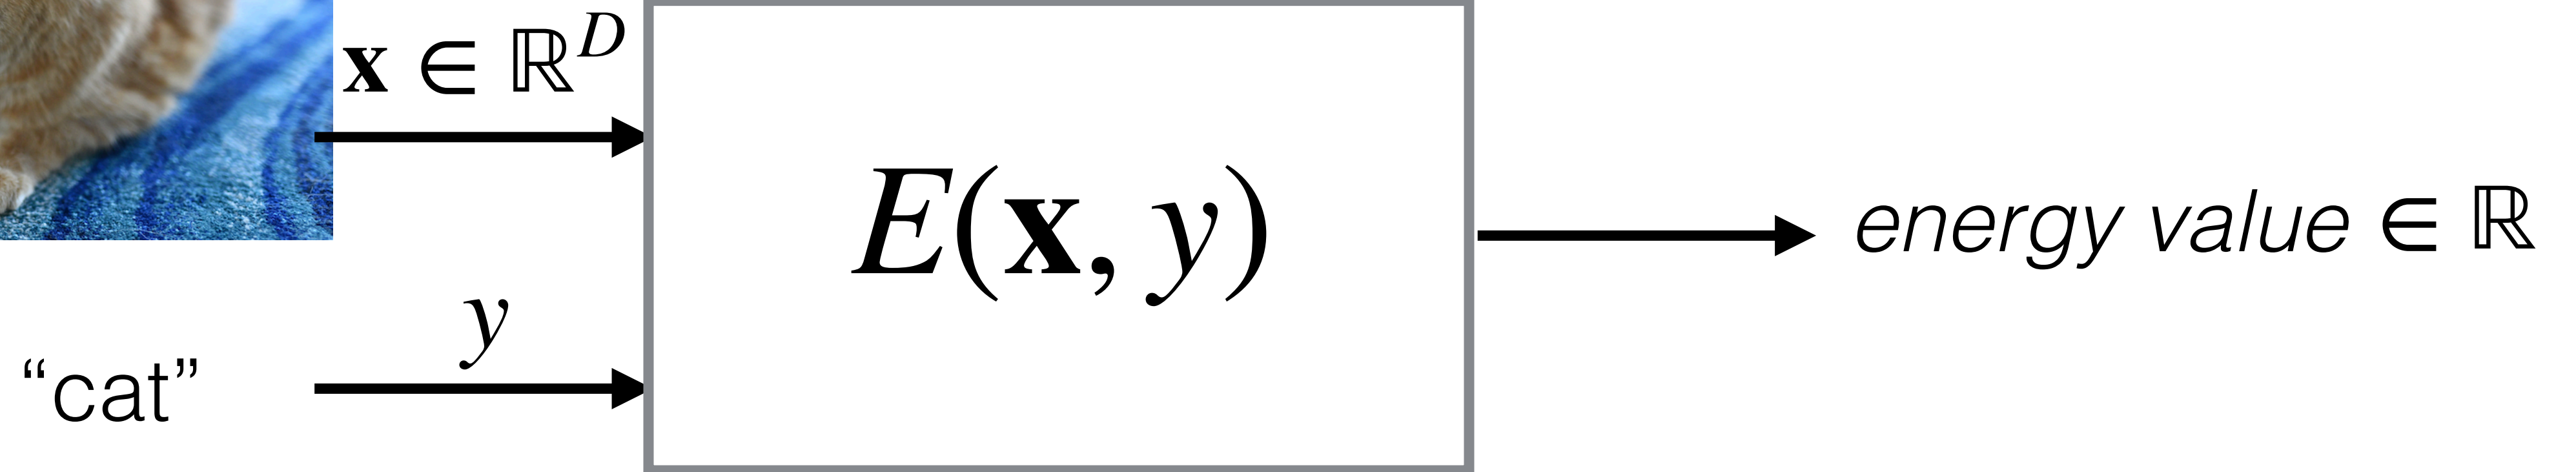 𝐱 ∈ ℝ^D
E(𝐱, y)
energy value ∈ ℝ
y
“cat”